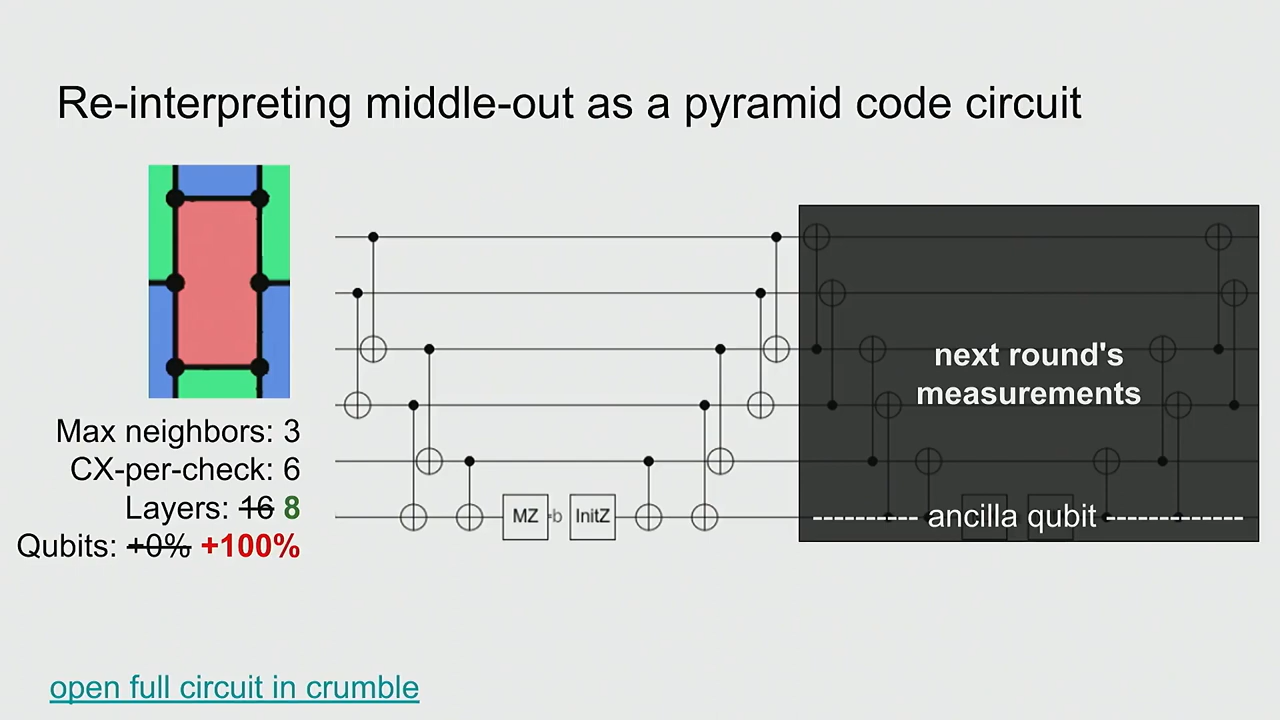 Re-interpreting middle-out as a pyramid code circuit
Max neighbors: 3
CX-per-check: 6
Layers: 16 8
Qubits: +0% +100%
MZ
b
InitZ
next round's
measurements
ancilla qubit
open full circuit in crumble